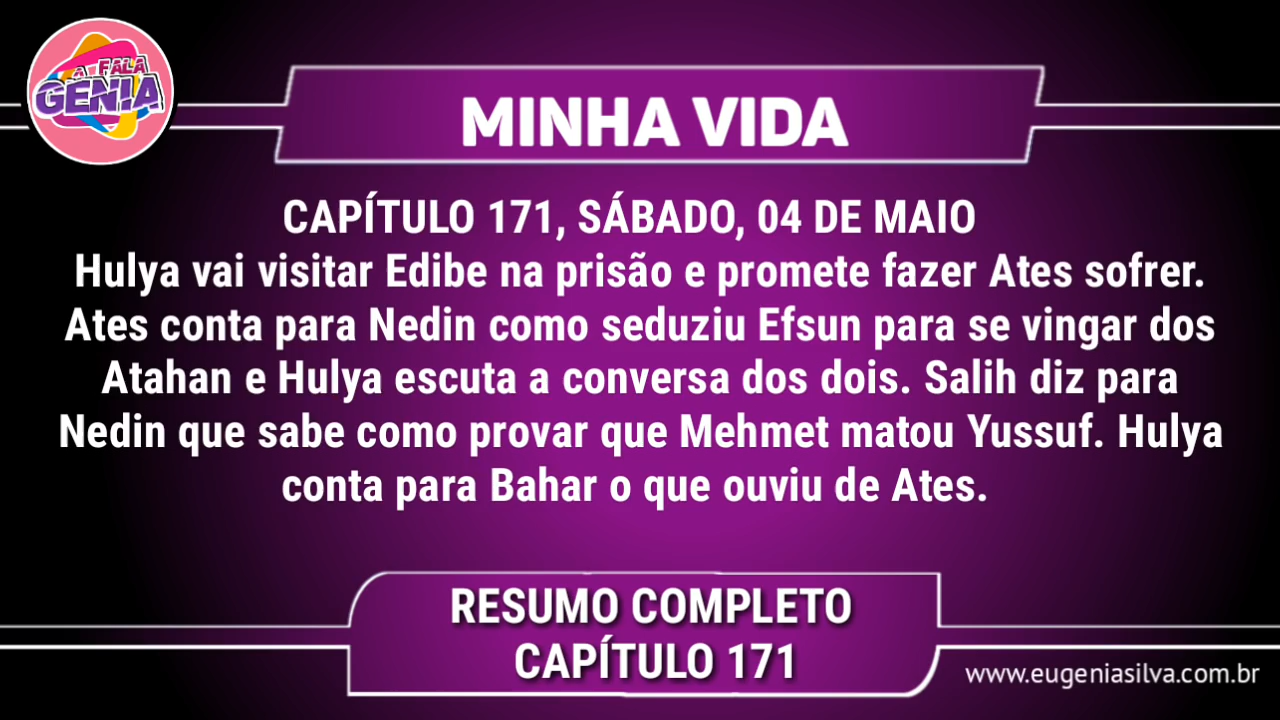 A FALA
GENIA
MINHA VIDA
CAPÍTULO 171, SÁBADO, 04 DE MAIO
Hulya vai visitar Edibe na prisão e promete fazer Ates sofrer.
Ates conta para Nedin como seduziu Efsun para se vingar dos
Atahan e Hulya escuta a conversa dos dois. Salih diz para
Nedin que sabe como provar que Mehmet matou Yussuf. Hulya
conta para Bahar o que ouviu de Ates.
RESUMO COMPLETO
CAPÍTULO 171
www.eugeniasilva.com.br